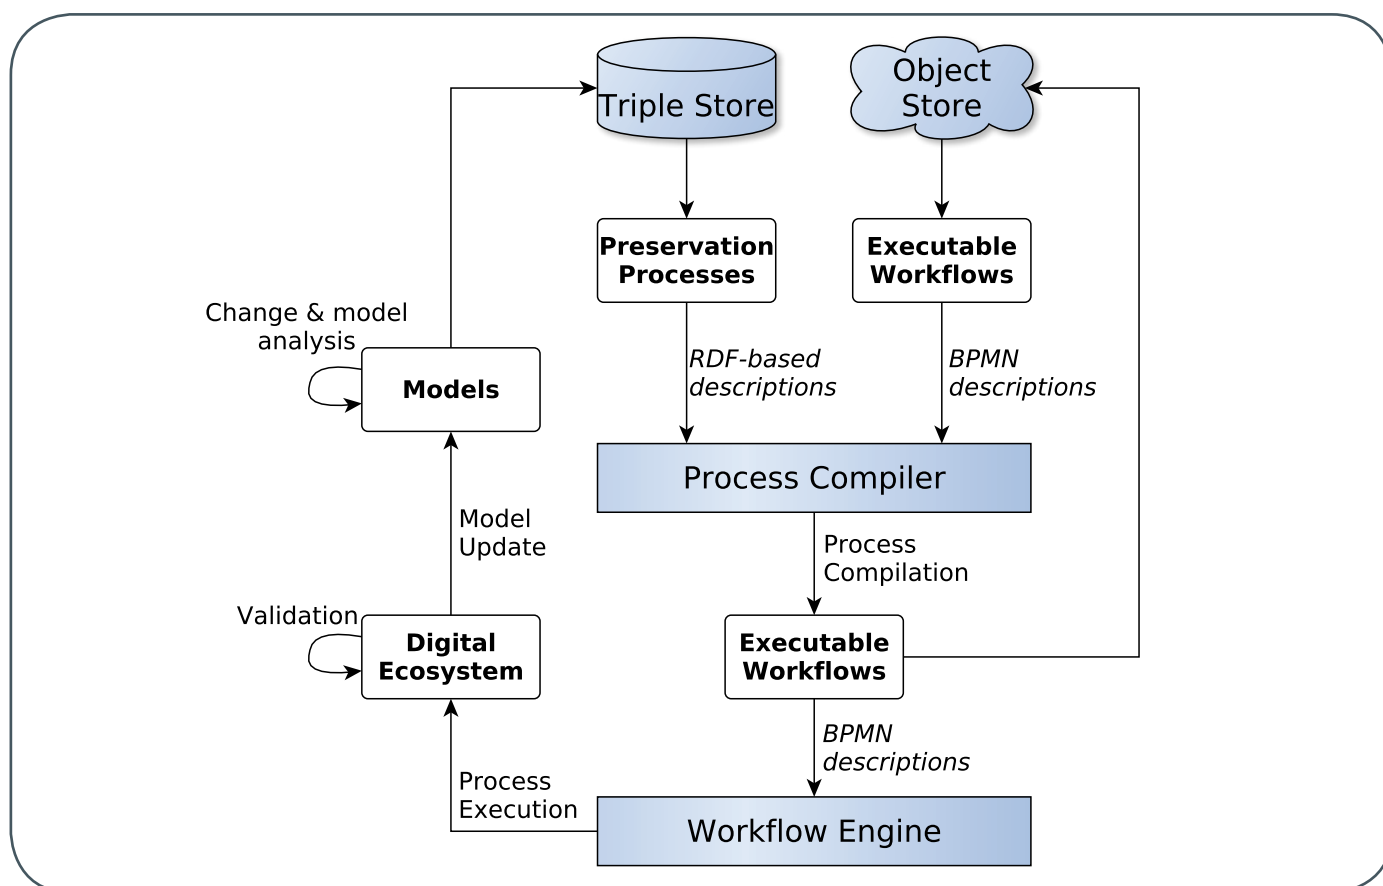 Triple Store
Object
Store
Preservation
Processes
Executable
Workflows
Change & model
analysis
Models
RDF-based
descriptions
BPMN
descriptions
Process Compiler
Model
Update
Process
Compilation
Validation
Digital
Ecosystem
Executable
Workflows
BPMN
descriptions
Process
Execution
Workflow Engine